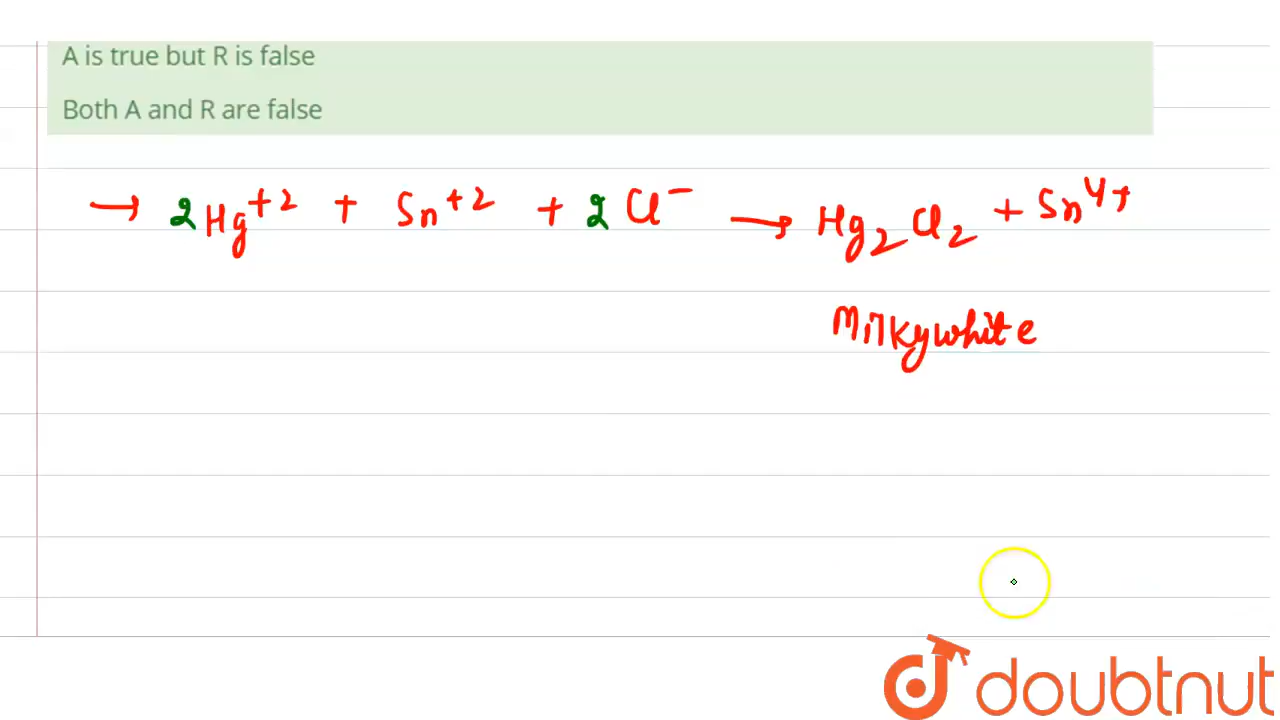 A is true but R is false
Both A and R are false
→ 2Hg⁺² + Sn⁺² + 2Cl⁻ → Hg₂Cl₂ + Sn⁴⁺
Milkywhite
doubtnut